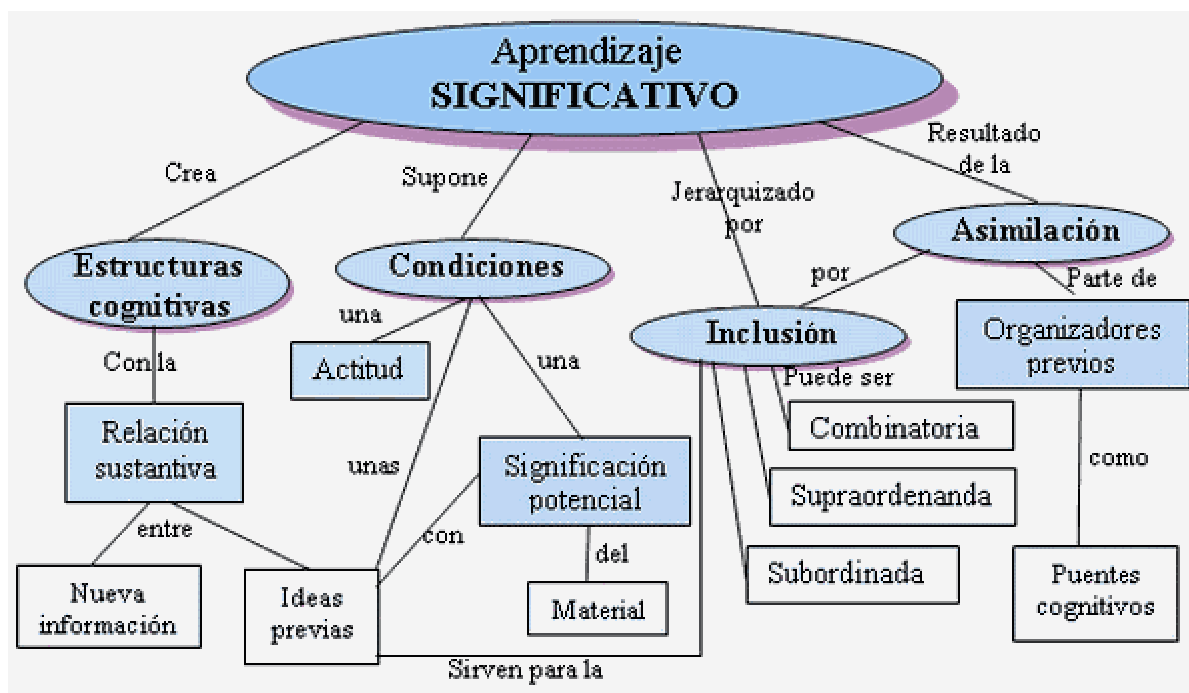 Aprendizaje
SIGNIFICATIVO
Crea
Supone
Jerarquizado
por
Resultado
de la
Estructuras
cognitivas
Condiciones
Asimilación
por
Parte de
Inclusión
Organizadores
previos
Con la
una
Actitud
una
Puede ser
Combinatoria
Relación
sustantiva
unas
Significación
potencial
como
Supraordenanda
entre
con
del
Subordinada
Nueva
información
Ideas
previas
Material
Puentes
cognitivos
Sirven para la